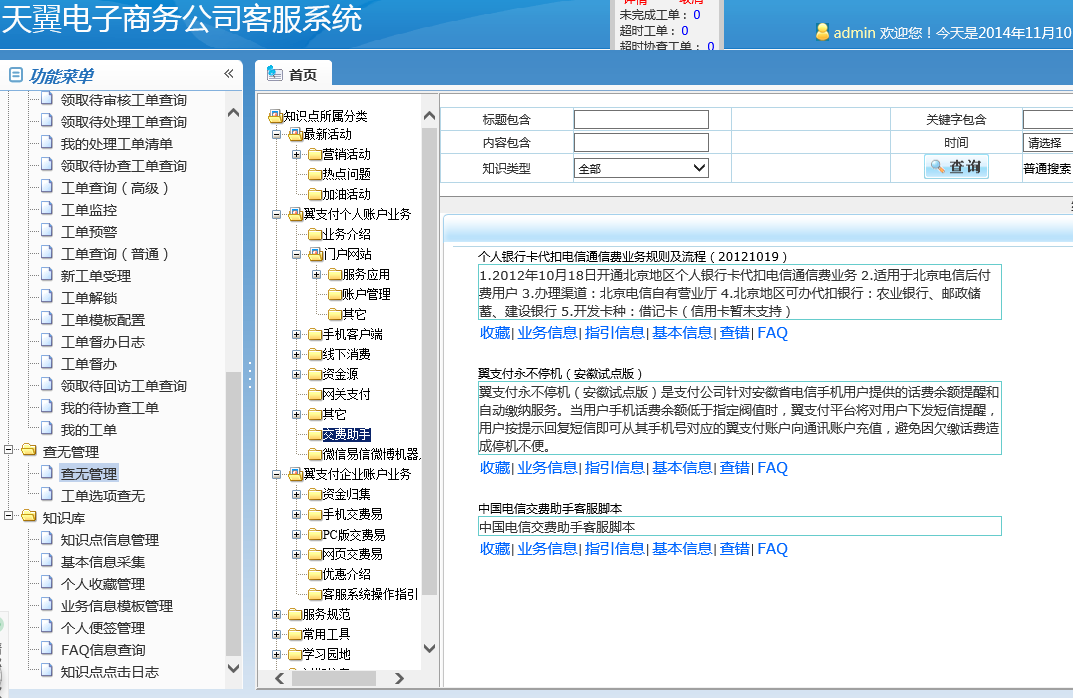 天翼电子商务公司客服系统
未完成工单：0
超时工单：0
超时协查工单：0
admin 欢迎您！今天是2014年11月10
功能菜单
«
领取待审核工单查询
领取待处理工单查询
我的处理工单清单
领取待协查工单查询
工单查询（高级）
工单监控
工单预警
工单查询（普通）
新工单受理
工单解锁
工单模板配置
工单督办日志
工单督办
领取待回访工单查询
我的待协查工单
我的工单
查无管理
查无管理
工单选项查无
知识库
知识点信息管理
基本信息采集
个人收藏管理
业务信息模板管理
个人便签管理
FAQ信息查询
知识点点击日志
首页
知识点所属分类
最新活动
营销活动
热点问题
加油活动
翼支付个人账户业务
业务介绍
门户网站
服务应用
账户管理
其它
手机客户端
线下消费
资金源
网关支付
其它
交费助手
微信易信微博机器.
翼支付企业账户业务
资金归集
手机交费易
PC版交费易
网页交费易
优惠介绍
客服系统操作指引
服务规范
常用工具
学习园地
标题包含
关键字包含
内容包含
时间
请选择
知识类型
全部
查询
普通搜索
个人银行卡代扣电信通信费业务规则及流程（20121019）
1.2012年10月18日开通北京地区个人银行卡代扣电信通信费业务 2.适用于北京电信后付
费用户 3.办理渠道：北京电信自有营业厅 4.北京地区可办代扣银行：农业银行、邮政储
蓄、建设银行 5.开发卡种：借记卡（信用卡暂未支持）
收藏| 业务信息| 指引信息| 基本信息| 查错| FAQ
翼支付永不停机（安徽试点版）
翼支付永不停机（安徽试点版）是支付公司针对安徽省电信手机用户提供的话费余额提醒和
自动缴纳服务。当用户手机话费余额低于指定阀值时，翼支付平台将对用户下发短信提醒，
用户按提示回复短信即可从其手机号对应的翼支付账户向通讯账户充值，避免因欠缴话费造
成停机不便。
收藏| 业务信息| 指引信息| 基本信息| 查错| FAQ
中国电信交费助手客服脚本
中国电信交费助手客服脚本
收藏| 业务信息| 指引信息| 基本信息| 查错| FAQ